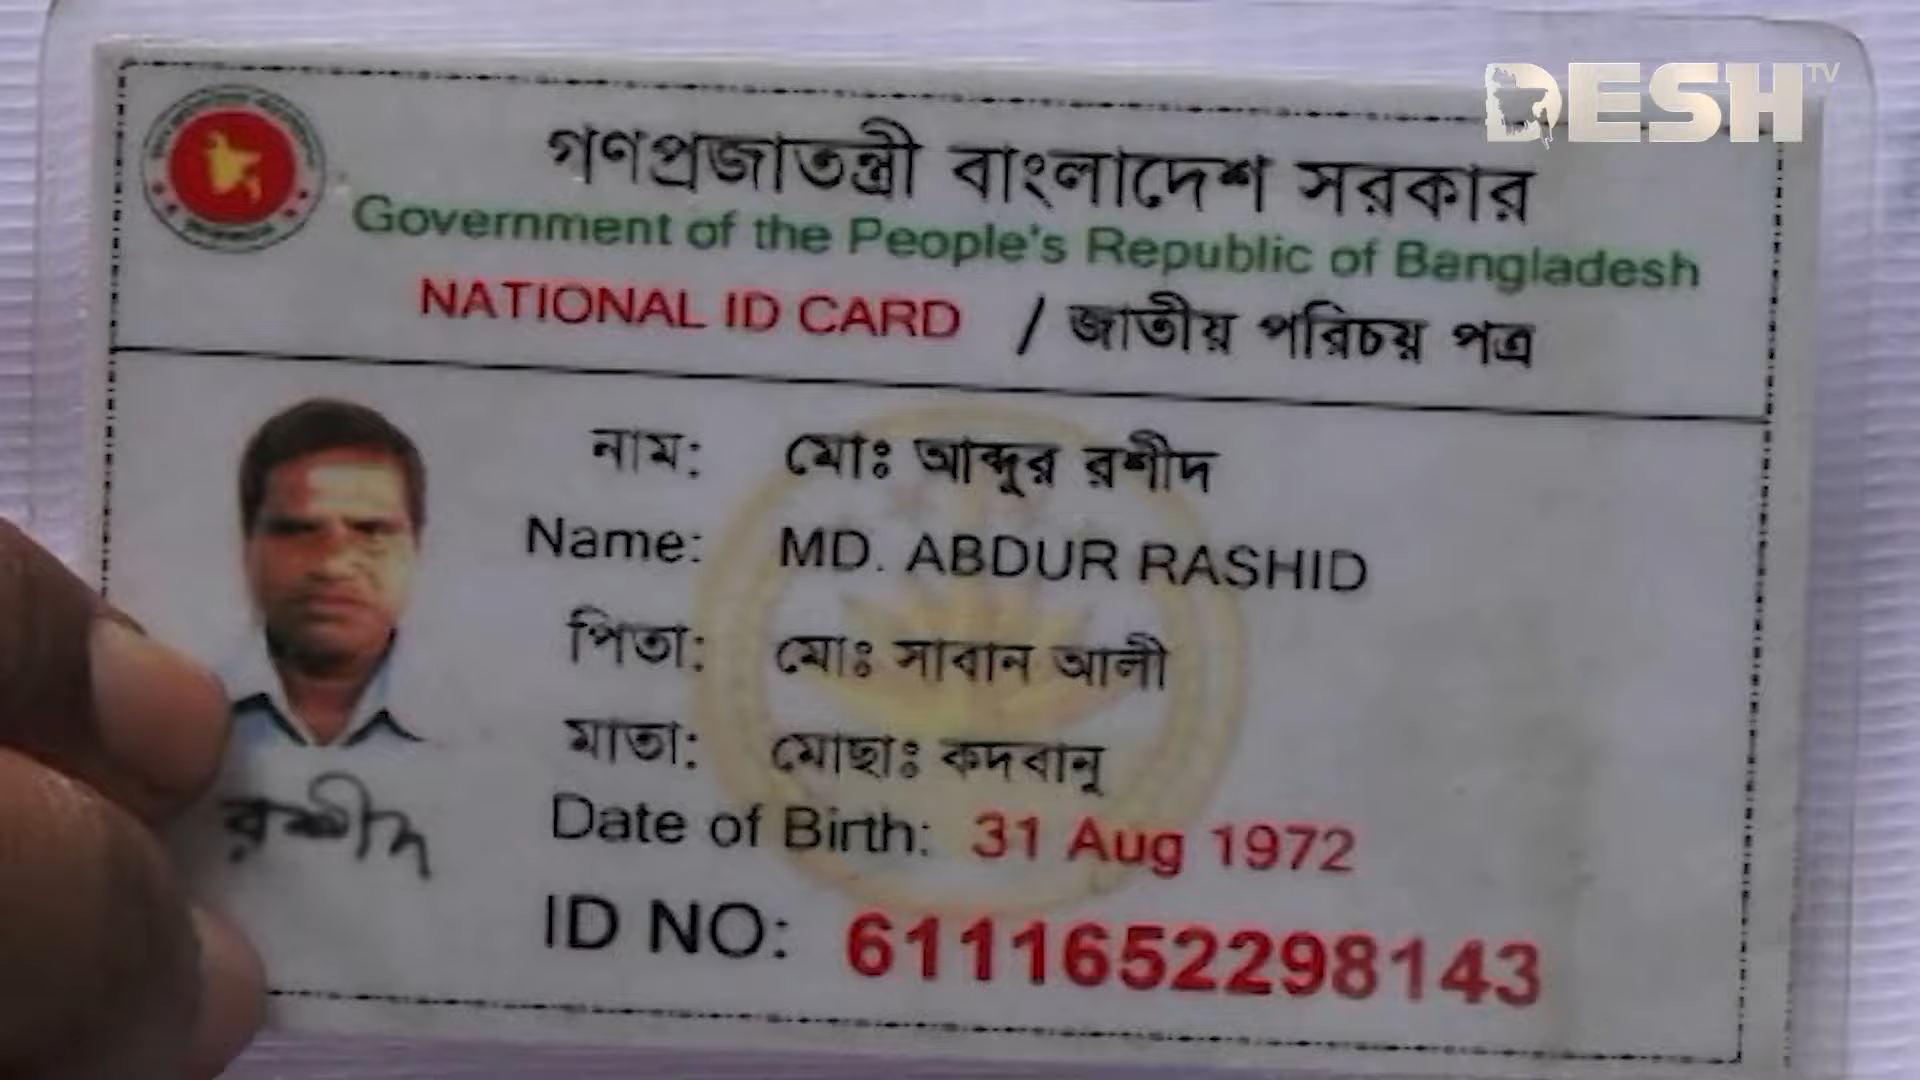 DESH TV
গণপ্রজাতন্ত্রী বাংলাদেশ সরকার
Government of the People's Republic of Bangladesh
NATIONAL ID CARD / জাতীয় পরিচয় পত্র
নাম: মোঃ আব্দুর রশীদ
Name: MD. ABDUR RASHID
পিতা: মোঃ সাবান আলী
মাতা: মোছাঃ কদবানু
Date of Birth: 31 Aug 1972
রশীদ
ID NO: 6111652298143